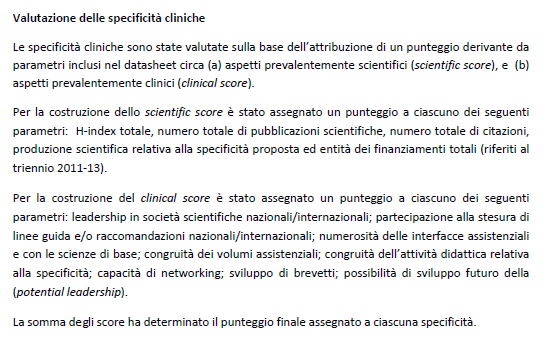 Valutazione delle specificità cliniche
Le specificità cliniche sono state valutate sulla base dell'attribuzione di un punteggio derivante da
parametri inclusi nel datasheet circa (a) aspetti prevalentemente scientifici (scientific score), e (b)
aspetti prevalentemente clinici (clinical score).
Per la costruzione dello scientific score è stato assegnato un punteggio a ciascuno dei seguenti
parametri: H-index totale, numero totale di pubblicazioni scientifiche, numero totale di citazioni,
produzione scientifica relativa alla specificità proposta ed entità dei finanziamenti totali (riferiti al
triennio 2011-13).
Per la costruzione del clinical score è stato assegnato un punteggio a ciascuno dei seguenti
parametri: leadership in società scientifiche nazionali/internazionali; partecipazione alla stesura di
linee guida e/o raccomandazioni nazionali/internazionali; numerosità delle interfacce assistenziali
e con le scienze di base; congruità dei volumi assistenziali; congruità dell'attività didattica relativa
alla specificità; capacità di networking; sviluppo di brevetti; possibilità di sviluppo futuro della
(potential leadership).
La somma degli score ha determinato il punteggio finale assegnato a ciascuna specificità.